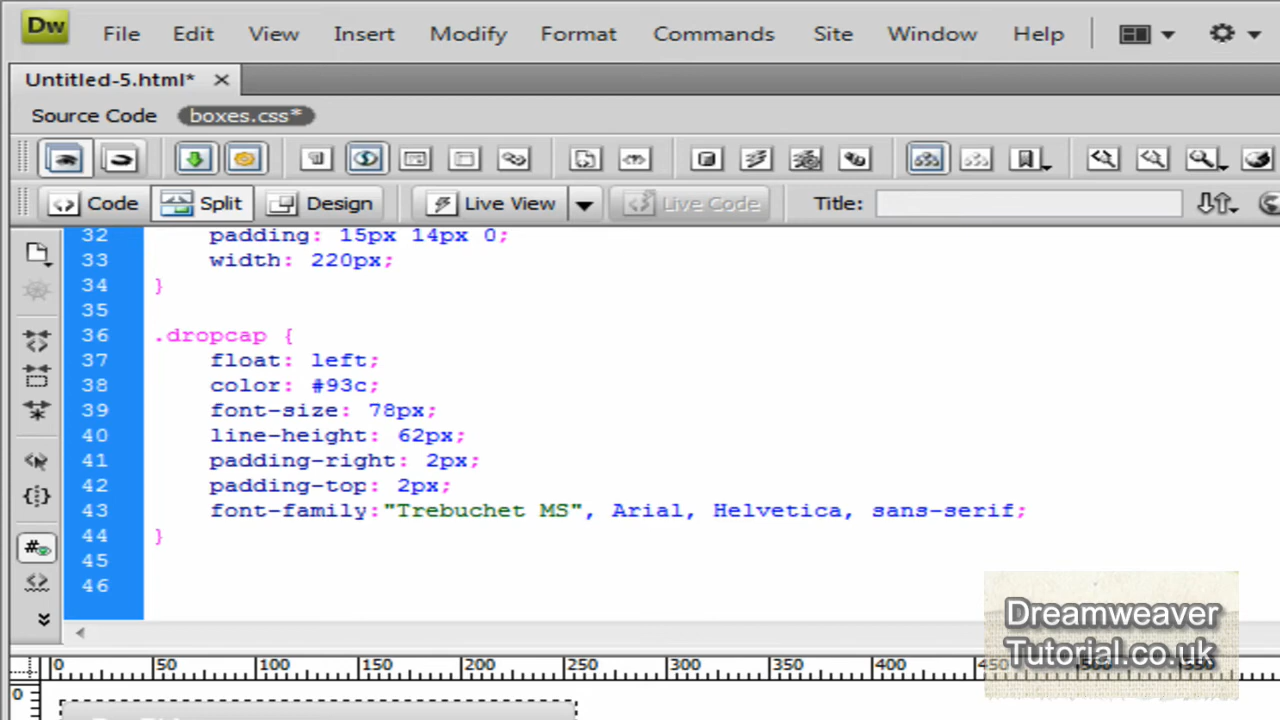 Dw File Edit View Insert Modify Format Commands Site Window Help
Untitled-5.html*
Source Code boxes.css*
Code Split Design Live View Live Code Title:
32 padding: 15px 14px 0;
33 width: 220px;
34 }
35
36 .dropcap {
37 float: left;
38 color: #93c;
39 font-size: 78px;
40 line-height: 62px;
41 padding-right: 2px;
42 padding-top: 2px;
43 font-family:"Trebuchet MS", Arial, Helvetica, sans-serif;
44 }
45
46
Dreamweaver
Tutorial.co.uk
0 50 100 150 200 250 300 350 400 450 500 550
0